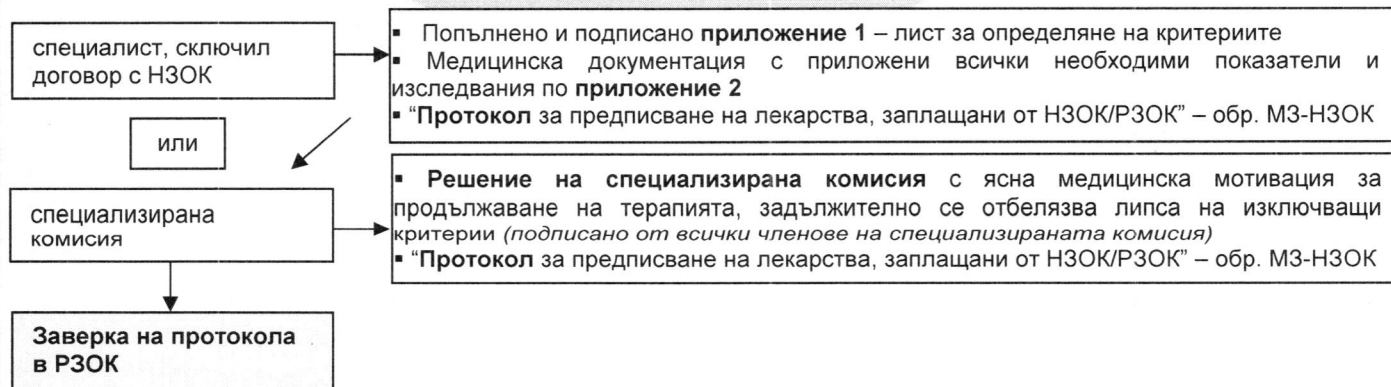 специалист, сключил
договор с НЗОК
▪ Попълнено и подписано приложение 1 – лист за определяне на критериите
▪ Медицинска документация с приложени всички необходими показатели и
изследвания по приложение 2
▪ “Протокол за предписване на лекарства, заплащани от НЗОК/РЗОК” – обр. МЗ-НЗОК
или
специализирана
комисия
▪ Решение на специализирана комисия с ясна медицинска мотивация за
продължаване на терапията, задължително се отбелязва липса на изключващи
критерии (подписано от всички членове на специализираната комисия)
▪ “Протокол за предписване на лекарства, заплащани от НЗОК/РЗОК” – обр. МЗ-НЗОК
Заверка на протокола
в РЗОК